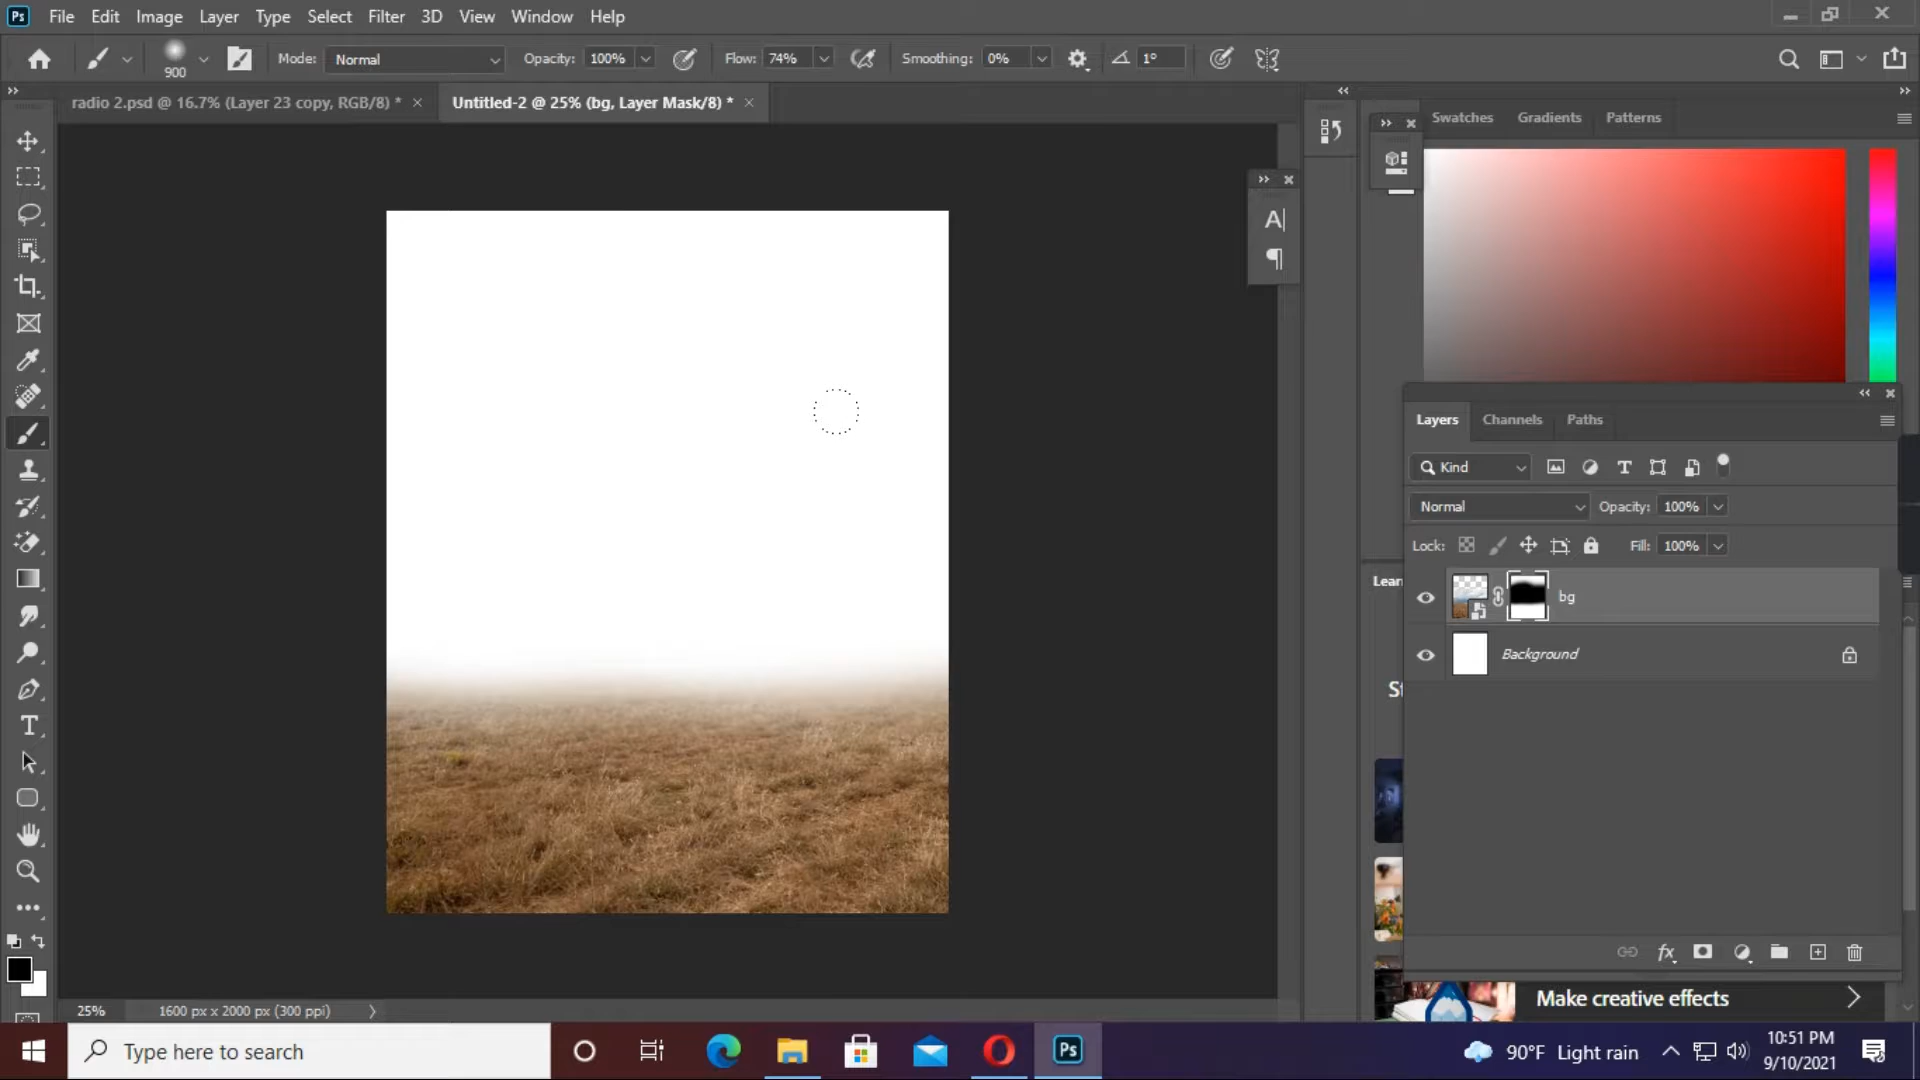 Ps File Edit Image Layer Type Select Filter 3D View Window Help
900 Mode: Normal Opacity: 100% Flow: 74% Smoothing: 0% 1°
radio 2.psd @ 16.7% (Layer 23 copy, RGB/8) * × Untitled-2 @ 25% (bg, Layer Mask/8) * ×
Swatches Gradients Patterns
A|
¶
Layers Channels Paths
Kind
Normal Opacity: 100%
Lock: Fill: 100%
Lear
bg
Background
St
fx
Make creative effects
25% 1600 px x 2000 px (300 ppi)
Type here to search
Ps
90°F Light rain
10:51 PM
9/10/2021